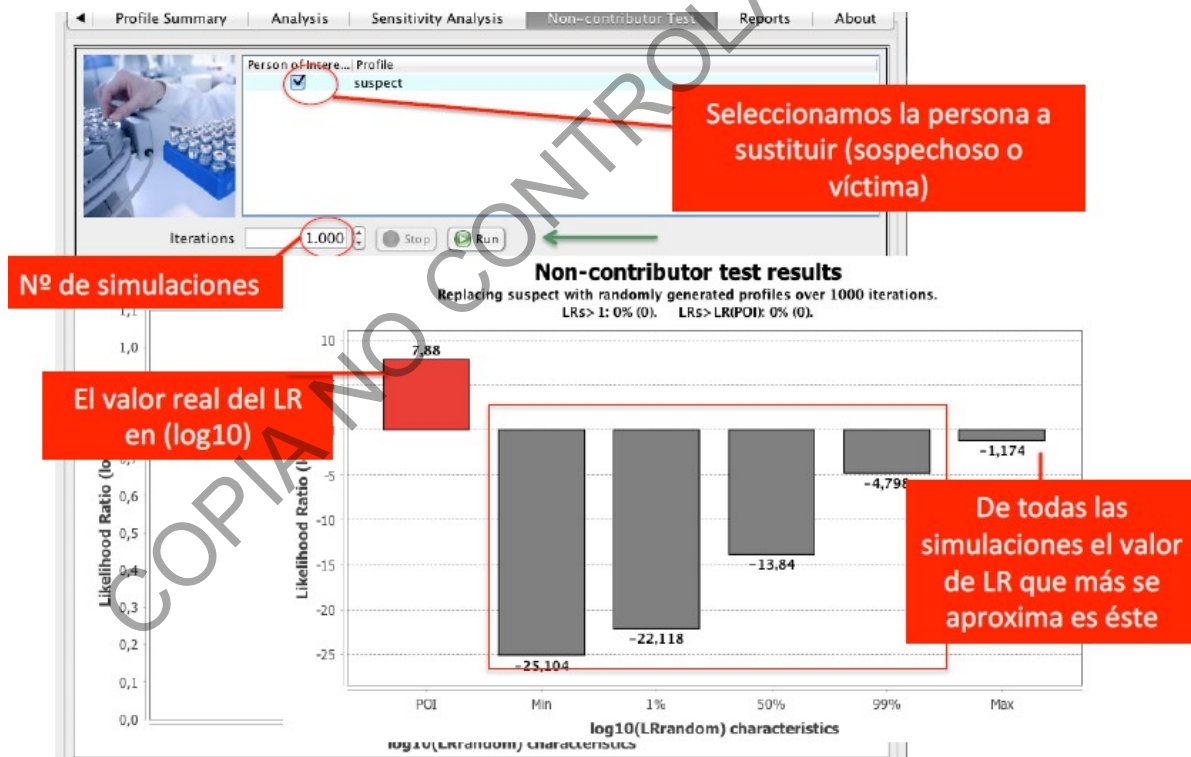 Profile Summary
Analysis
Sensitivity Analysis
Non-contributor Test
Reports
About
Person of Intere... Profile
suspect
Seleccionamos la persona a
sustituir (sospechoso o
víctima)
Iterations
1.000
Stop
Run
Nº de simulaciones
Non-contributor test results
Replacing suspect with randomly generated profiles over 1000 iterations.
LRs> 1: 0% (0). LRs>LR(POI): 0% (0).
El valor real del LR
en (log10)
1,1
1,0
0,6
0,5
0,4
0,3
0,2
0,1
0,0
Likelihood Ratio (lo
Likelihood Ratio (l
10
-5
-10
-15
-20
-25
7,88
-25,104
-22,118
-13,84
-4,798
-1,174
De todas las
simulaciones el valor
de LR que más se
aproxima es éste
POI
Min
1%
50%
99%
Max
log10(LRrandom) characteristics
log10(LRrandom) characteristics
COPIA NO CONTROLA